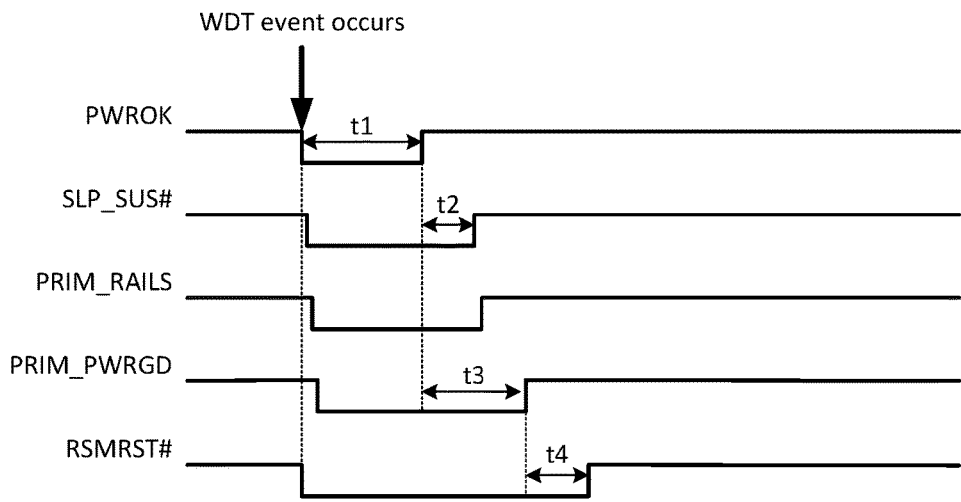 WDT event occurs
PWROK
t1
SLP_SUS#
t2
PRIM_RAILS
PRIM_PWRGD
t3
RSMRST#
t4